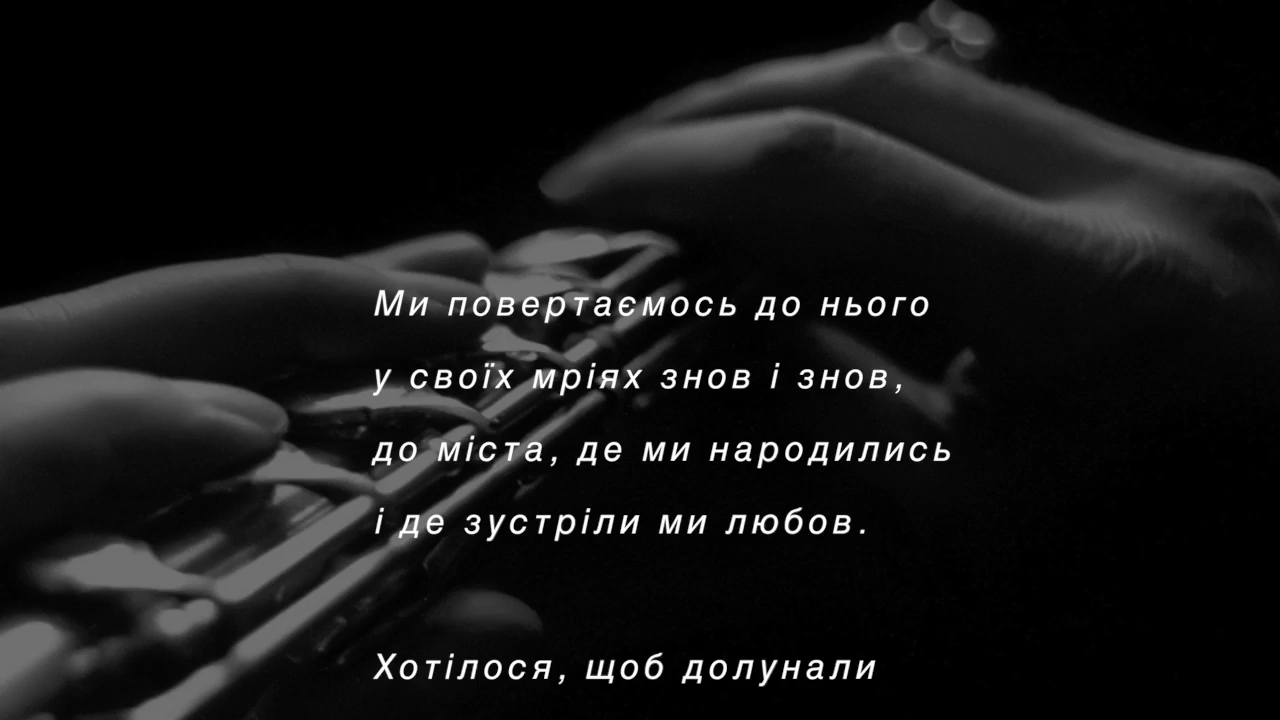 Ми повертаємось до нього
у своїх мріях знов і знов,
до міста, де ми народились
і де зустріли ми любов.
Хотілося, щоб долунали